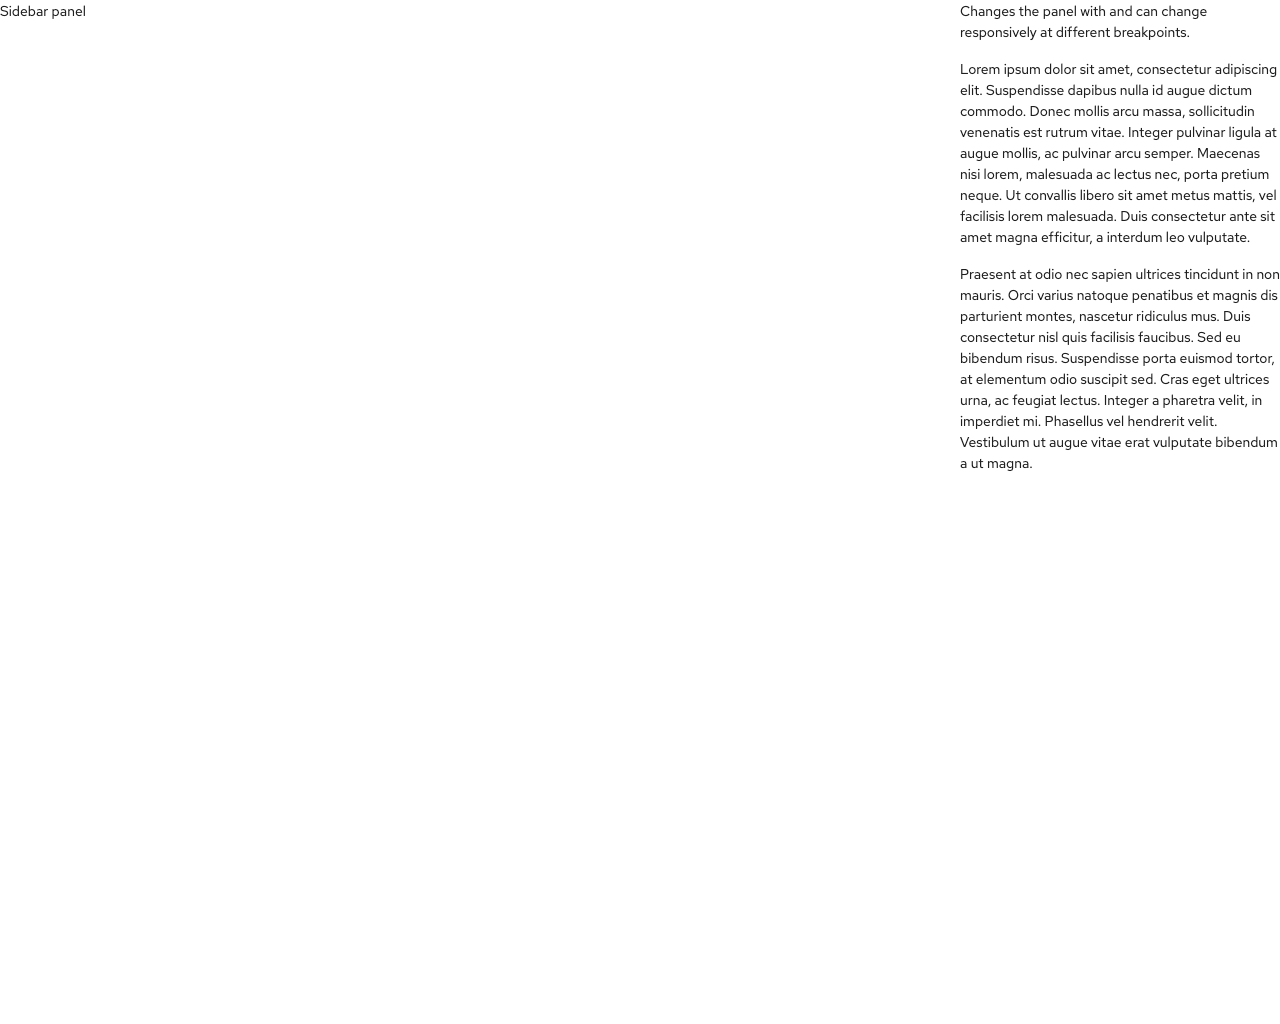 Sidebar panel
Changes the panel with and can change
responsively at different breakpoints.
Lorem ipsum dolor sit amet, consectetur adipiscing
elit. Suspendisse dapibus nulla id augue dictum
commodo. Donec mollis arcu massa, sollicitudin
venenatis est rutrum vitae. Integer pulvinar ligula at
augue mollis, ac pulvinar arcu semper. Maecenas
nisi lorem, malesuada ac lectus nec, porta pretium
neque. Ut convallis libero sit amet metus mattis, vel
facilisis lorem malesuada. Duis consectetur ante sit
amet magna efficitur, a interdum leo vulputate.
Praesent at odio nec sapien ultrices tincidunt in non
mauris. Orci varius natoque penatibus et magnis dis
parturient montes, nascetur ridiculus mus. Duis
consectetur nisl quis facilisis faucibus. Sed eu
bibendum risus. Suspendisse porta euismod tortor,
at elementum odio suscipit sed. Cras eget ultrices
urna, ac feugiat lectus. Integer a pharetra velit, in
imperdiet mi. Phasellus vel hendrerit velit.
Vestibulum ut augue vitae erat vulputate bibendum
a ut magna.